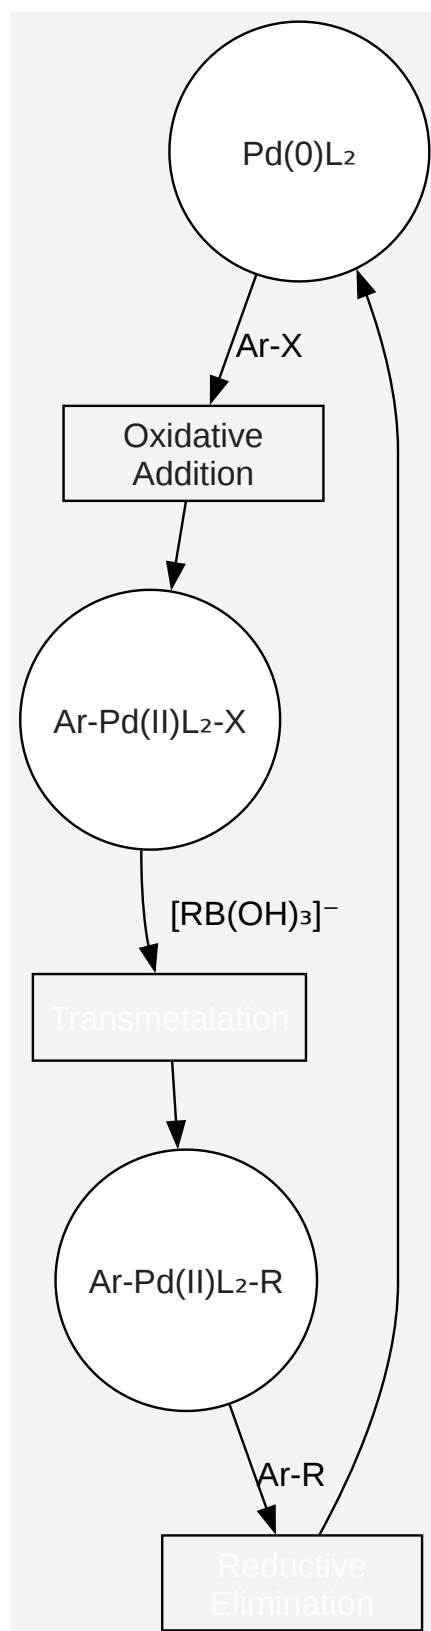 Pd(0)L₂
Ar-X
Oxidative
Addition
Ar-Pd(II)L₂-X
[RB(OH)₃]⁻
Transmetalation
Ar-Pd(II)L₂-R
Ar-R
Reductive
Elimination